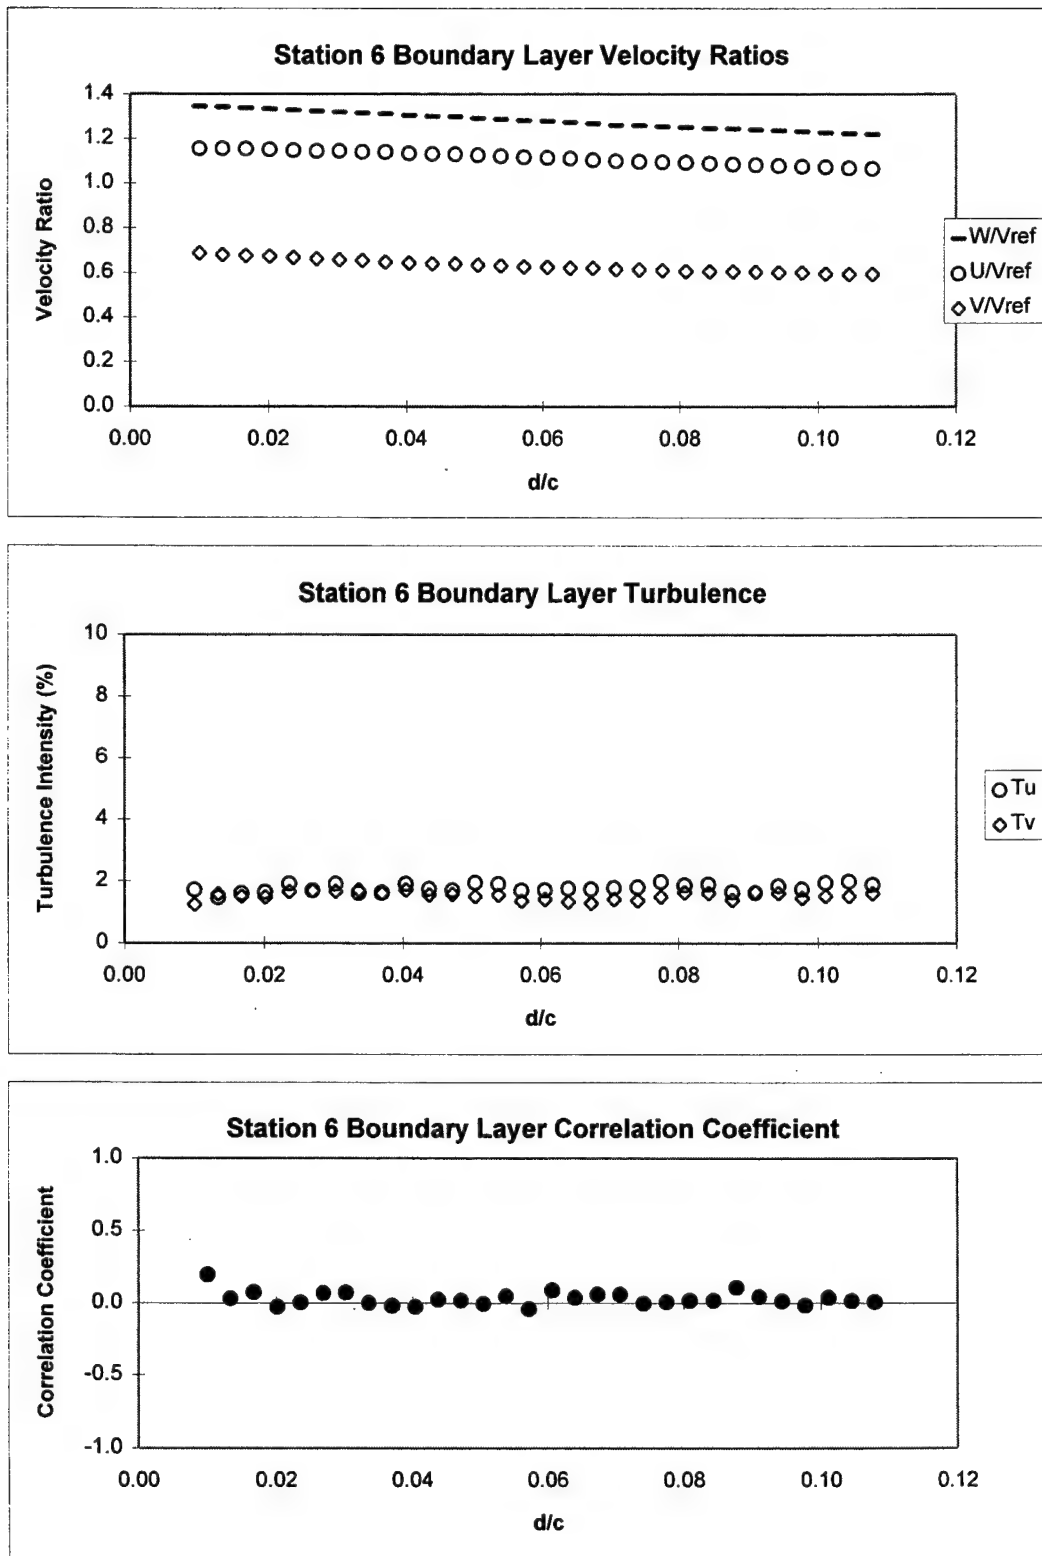 Station 6 Boundary Layer Velocity Ratios
1.4
1.2
1.0
0.8
0.6
0.4
0.2
0.0
Velocity Ratio
0.00 0.02 0.04 0.06 0.08 0.10 0.12
d/c
W/Vref
U/Vref
V/Vref
Station 6 Boundary Layer Turbulence
10
8
6
4
2
0
Turbulence Intensity (%)
0.00 0.02 0.04 0.06 0.08 0.10 0.12
d/c
Tu
Tv
Station 6 Boundary Layer Correlation Coefficient
1.0
0.5
0.0
-0.5
-1.0
Correlation Coefficient
0.00 0.02 0.04 0.06 0.08 0.10 0.12
d/c